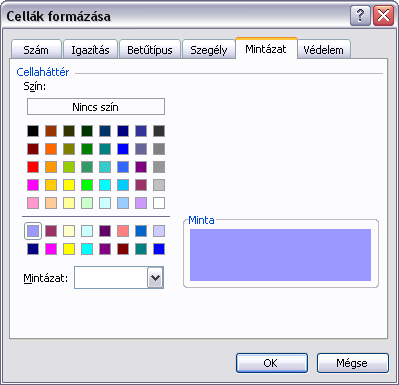 Cellák formázása
Szám Igazítás Betűtípus Szegély Mintázat Védelem
Cellaháttér
Szín:
Nincs szín
Minta
Mintázat:
OK Mégse